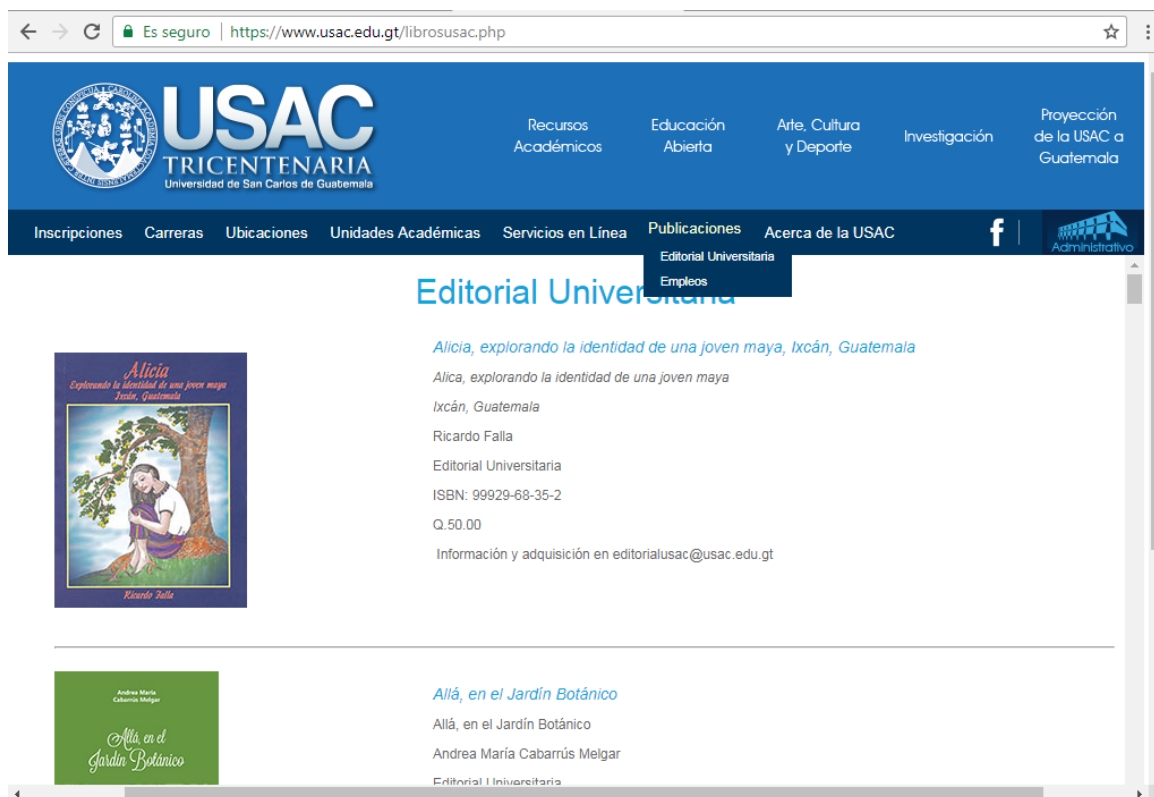 Es seguro | https://www.usac.edu.gt/librosusac.php
USAC
TRICENTENARIA
Universidad de San Carlos de Guatemala
Recursos
Académicos
Educación
Abierta
Arte, Cultura
y Deporte
Investigación
Proyección
de la USAC a
Guatemala
Inscripciones Carreras Ubicaciones Unidades Académicas Servicios en Línea Publicaciones Acerca de la USAC f Administrativo
Editorial Universitaria
Empleos
Editorial Universitaria
Alicia
Explorando la identidad de una joven maya
Ixcán, Guatemala
Ricardo Falla
Alicia, explorando la identidad de una joven maya, Ixcán, Guatemala
Alica, explorando la identidad de una joven maya
Ixcán, Guatemala
Ricardo Falla
Editorial Universitaria
ISBN: 99929-68-35-2
Q.50.00
Información y adquisición en editorialusac@usac.edu.gt
Andrea María
Cabarrús Melgar
Allá, en el
Jardín Botánico
Allá, en el Jardín Botánico
Allá, en el Jardín Botánico
Andrea María Cabarrús Melgar
Editorial Universitaria